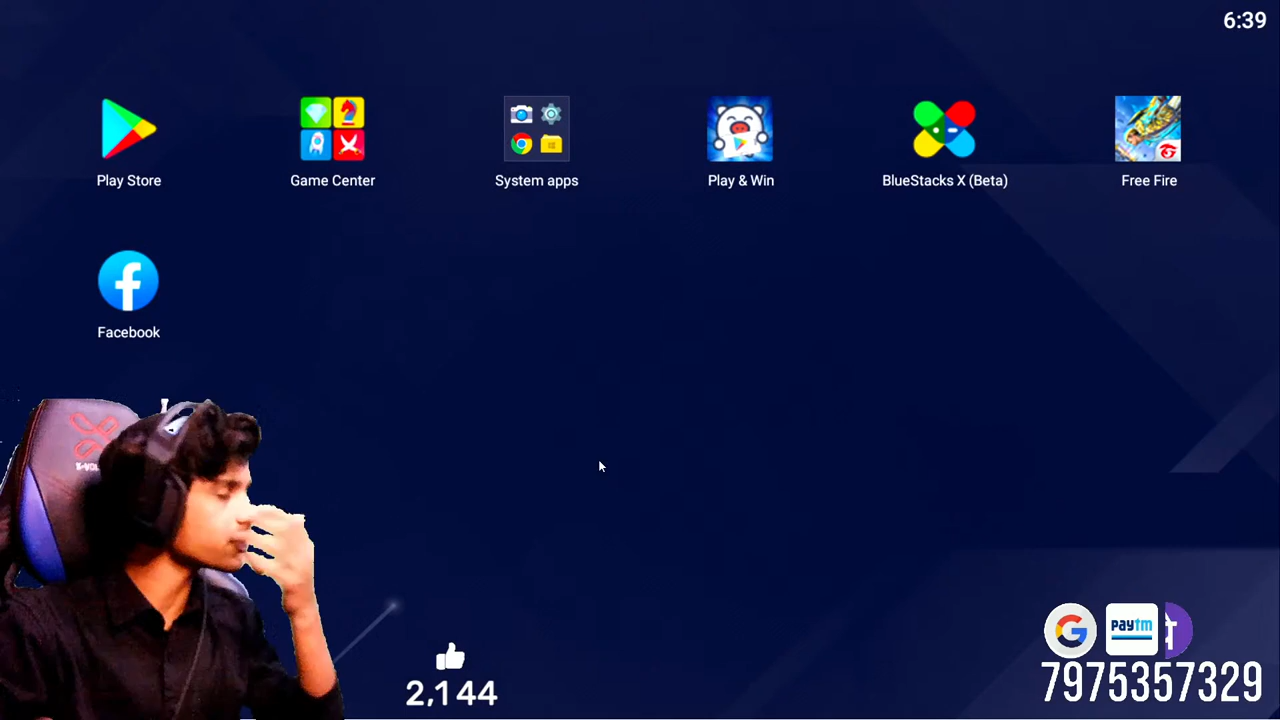 6:39
Play Store
Game Center
System apps
Play & Win
BlueStacks X (Beta)
Free Fire
Facebook
2,144
paytm
7975357329